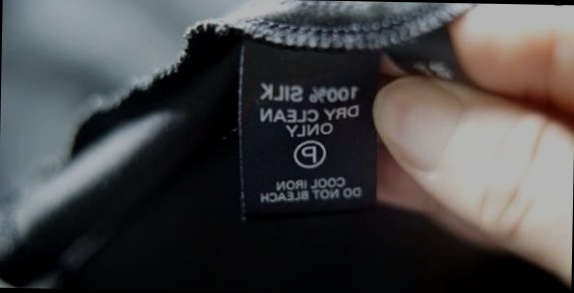 100% SILK
DRY CLEAN
ONLY
P
COOL IRON
DO NOT BLEACH